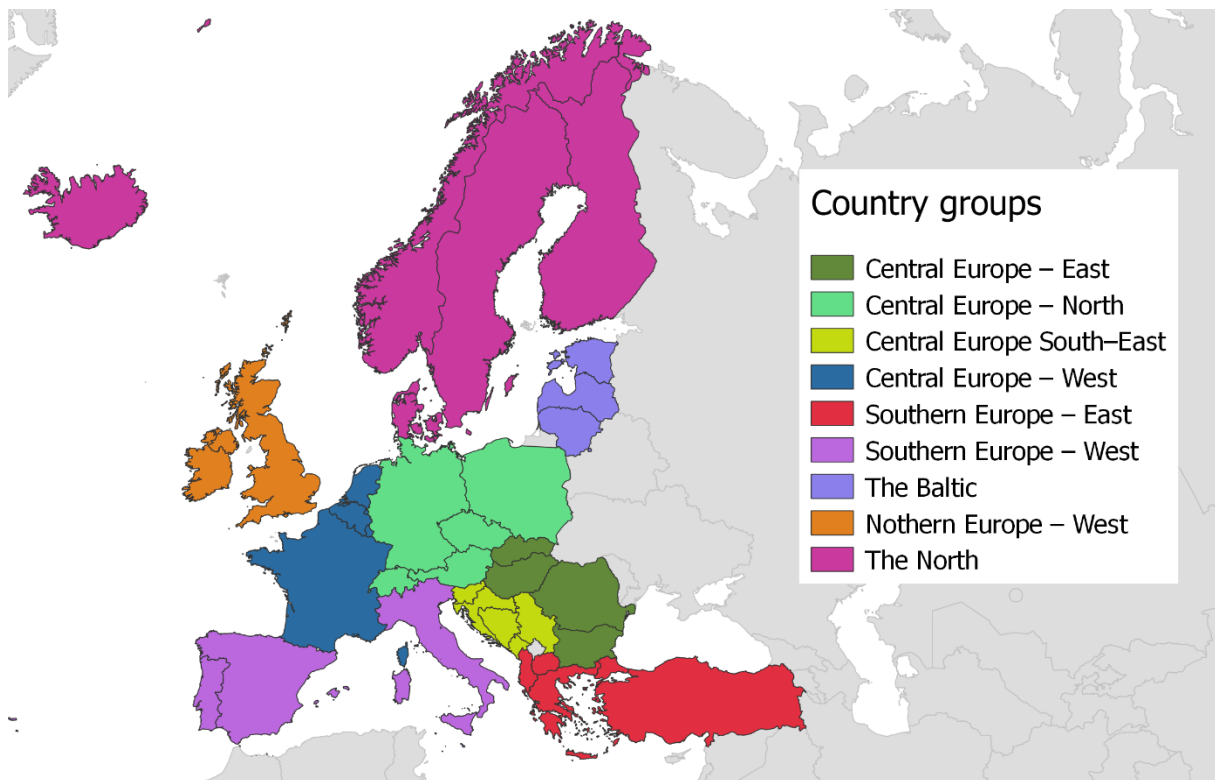 Country groups
Central Europe – East
Central Europe – North
Central Europe South–East
Central Europe – West
Southern Europe – East
Southern Europe – West
The Baltic
Nothern Europe – West
The North